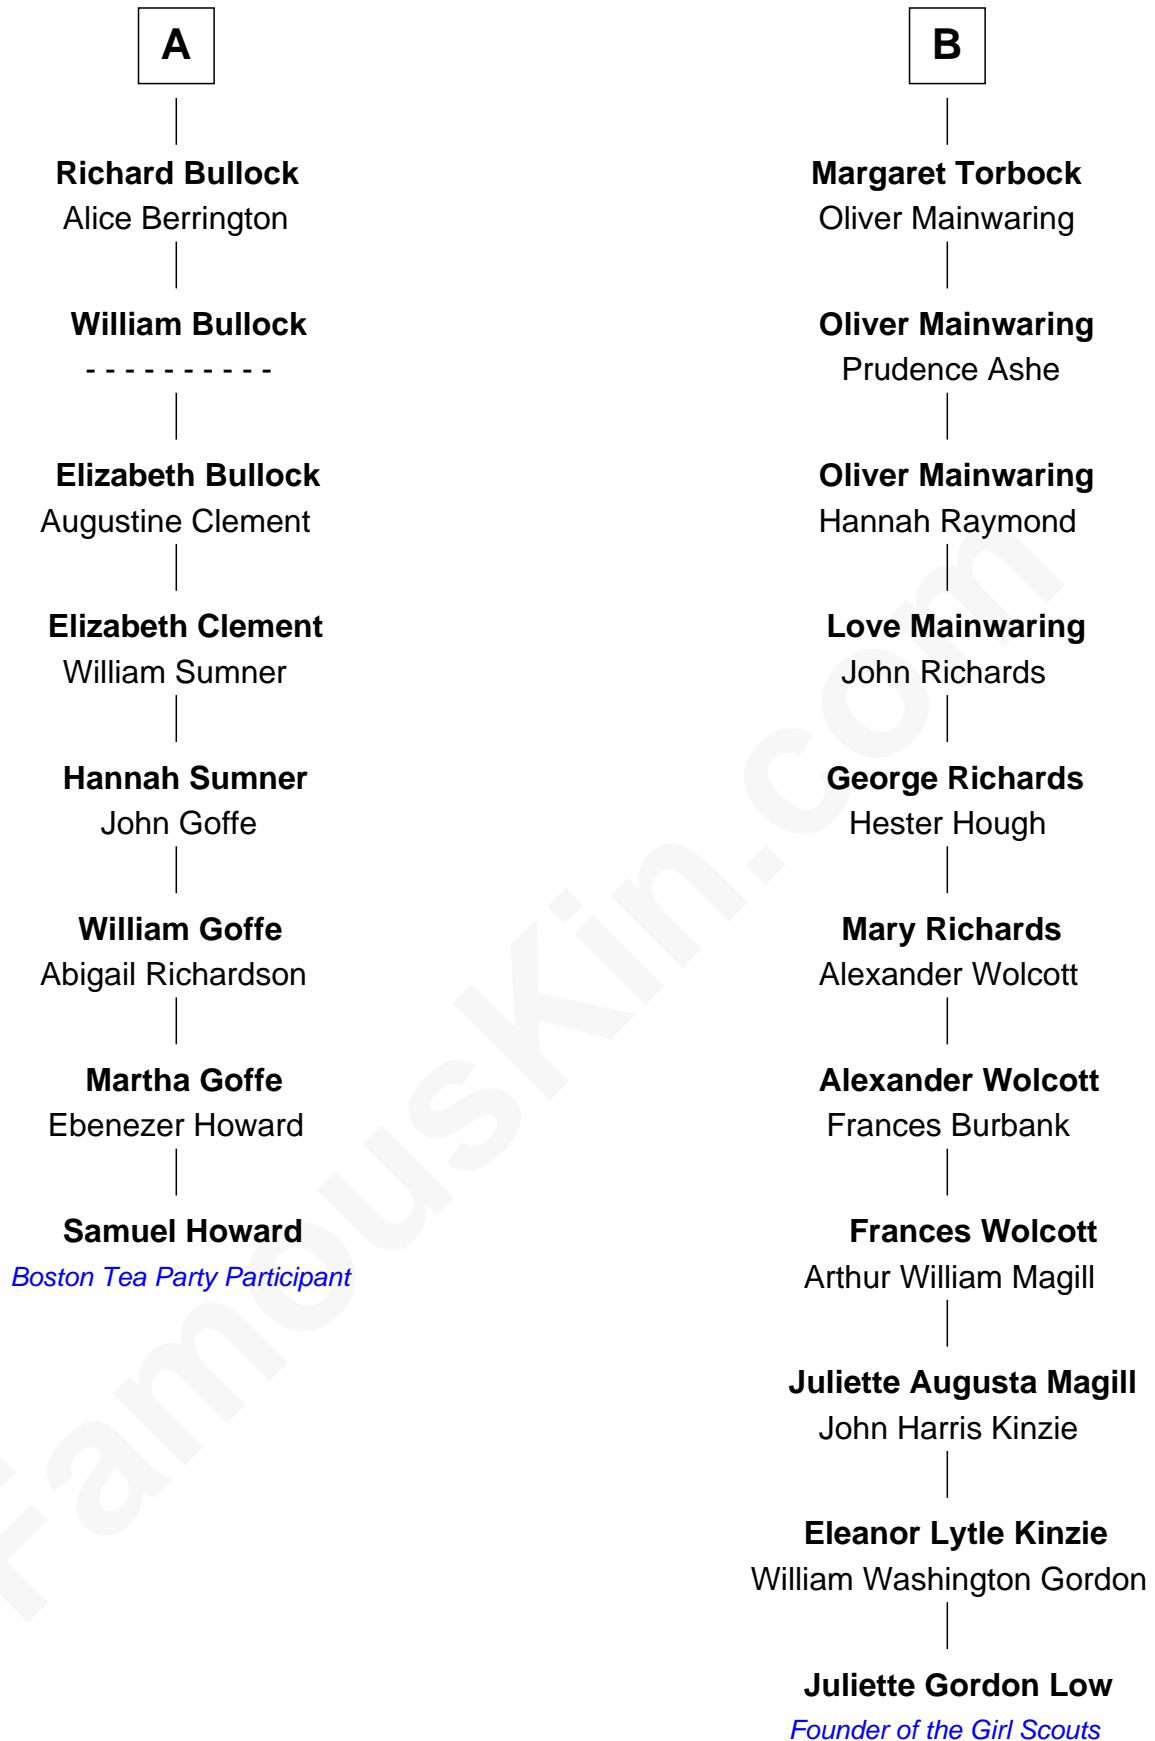 A
Richard Bullock
Alice Berrington
William Bullock
- - - - - - - - - -
Elizabeth Bullock
Augustine Clement
Elizabeth Clement
William Sumner
Hannah Sumner
John Goffe
William Goffe
Abigail Richardson
Martha Goffe
Ebenezer Howard
Samuel Howard
Boston Tea Party Participant
B
Margaret Torbock
Oliver Mainwaring
Oliver Mainwaring
Prudence Ashe
Oliver Mainwaring
Hannah Raymond
Love Mainwaring
John Richards
George Richards
Hester Hough
Mary Richards
Alexander Wolcott
Alexander Wolcott
Frances Burbank
Frances Wolcott
Arthur William Magill
Juliette Augusta Magill
John Harris Kinzie
Eleanor Lytle Kinzie
William Washington Gordon
Juliette Gordon Low
Founder of the Girl Scouts
FamousKin.com